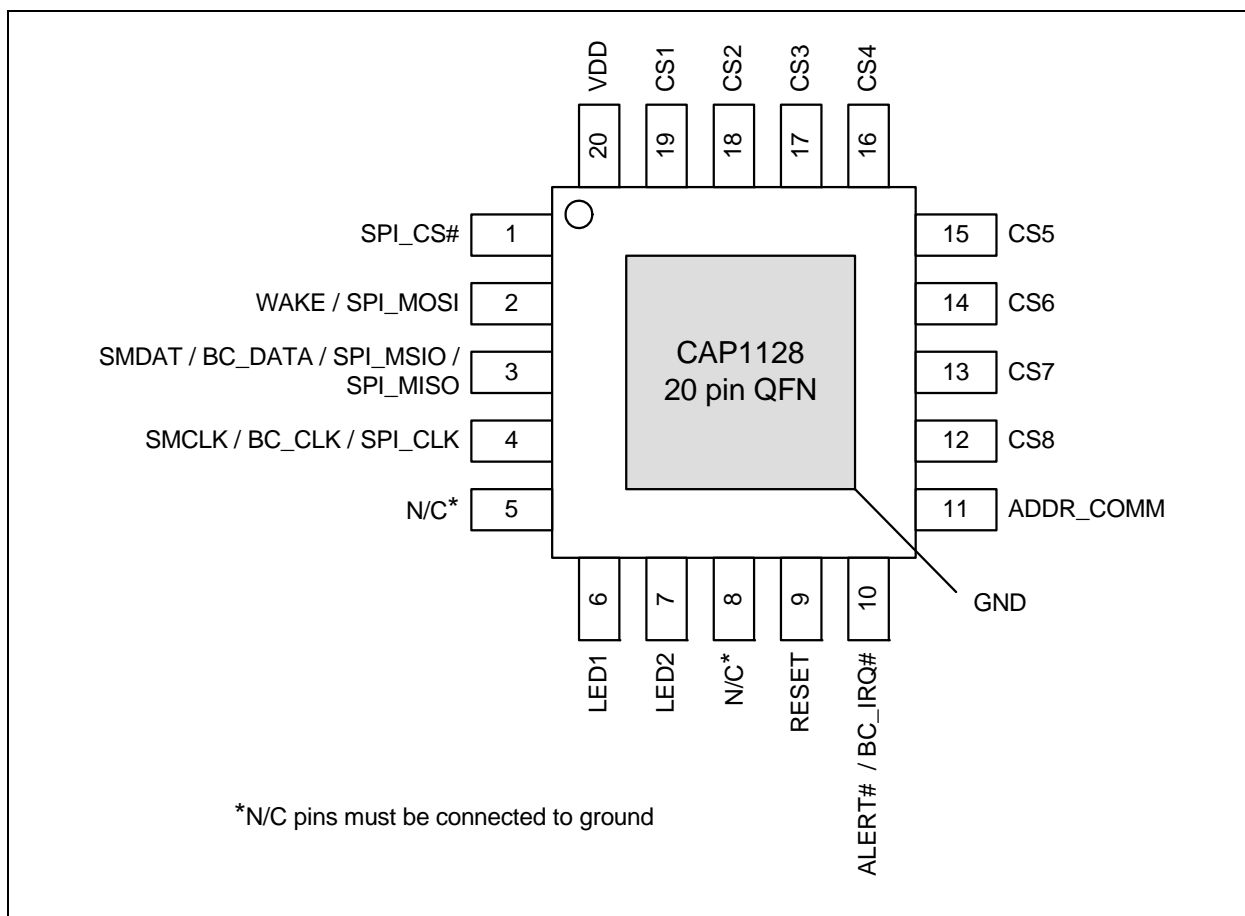 VDD
CS1
CS2
CS3
CS4
20
19
18
17
16
SPI_CS#
1
15
CS5
WAKE / SPI_MOSI
2
14
CS6
SMDAT / BC_DATA / SPI_MSIO /
SPI_MISO
3
CAP1128
20 pin QFN
13
CS7
SMCLK / BC_CLK / SPI_CLK
4
12
CS8
N/C*
5
11
ADDR_COMM
6
7
8
9
10
GND
LED1
LED2
N/C*
RESET
ALERT# / BC_IRQ#
*N/C pins must be connected to ground